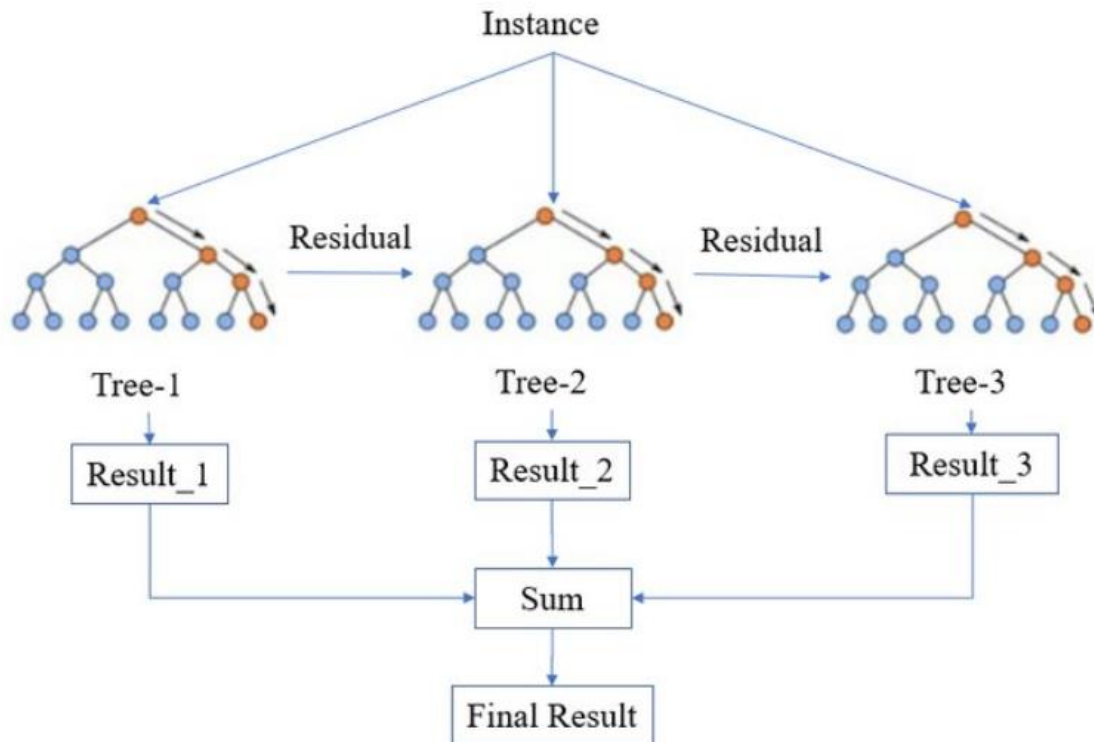 Instance
Residual
Residual
Tree-1
Tree-2
Tree-3
Result_1
Result_2
Result_3
Sum
Final Result